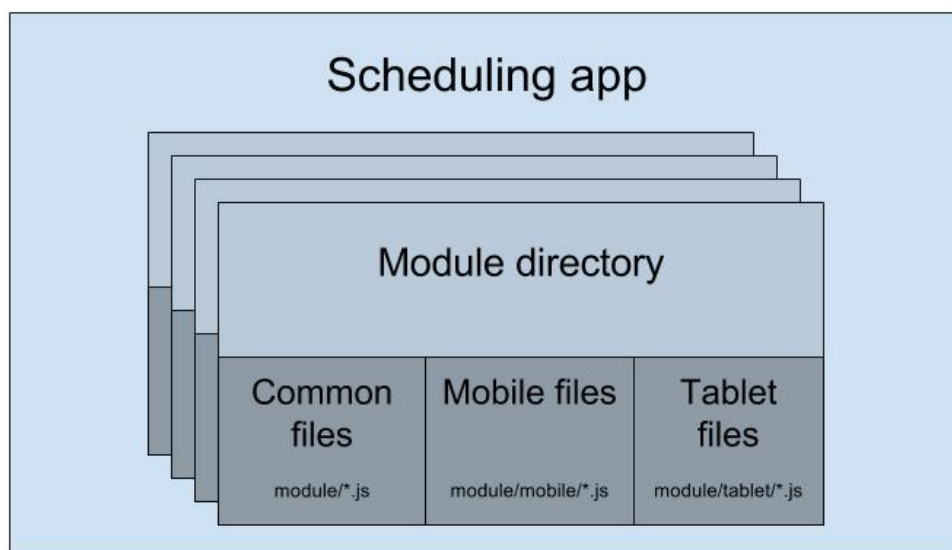 Scheduling app
Module directory
Common
files
module/*.js
Mobile files
module/mobile/*.js
Tablet
files
module/tablet/*.js